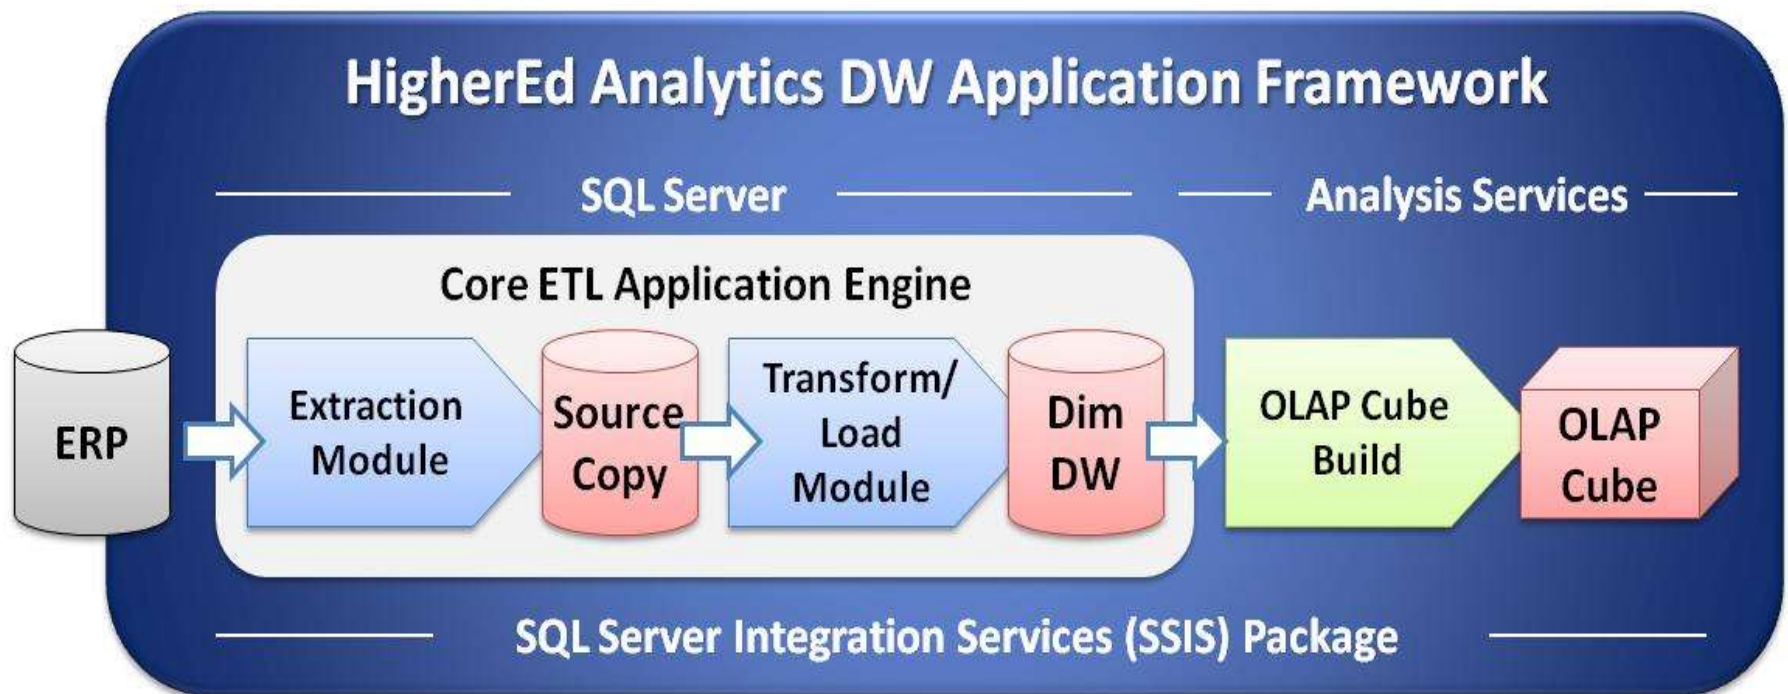 HigherEd Analytics DW Application Framework
SQL Server
Analysis Services
Core ETL Application Engine
ERP
Extraction
Module
Source
Copy
Transform/
Load
Module
Dim
DW
OLAP Cube
Build
OLAP
Cube
SQL Server Integration Services (SSIS) Package